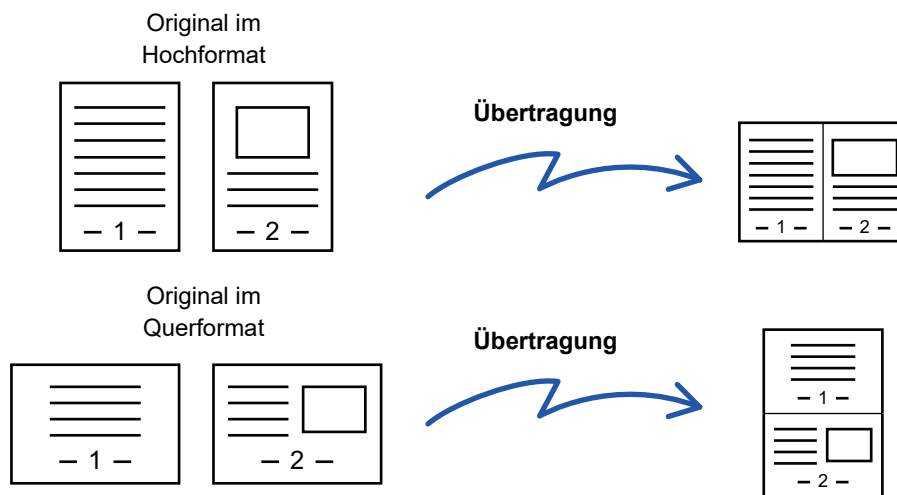 Original im
Hochformat
Übertragung
– 1 –
– 2 –
– 1 –
– 2 –
Original im
Querformat
Übertragung
– 1 –
– 2 –
– 1 –
– 2 –